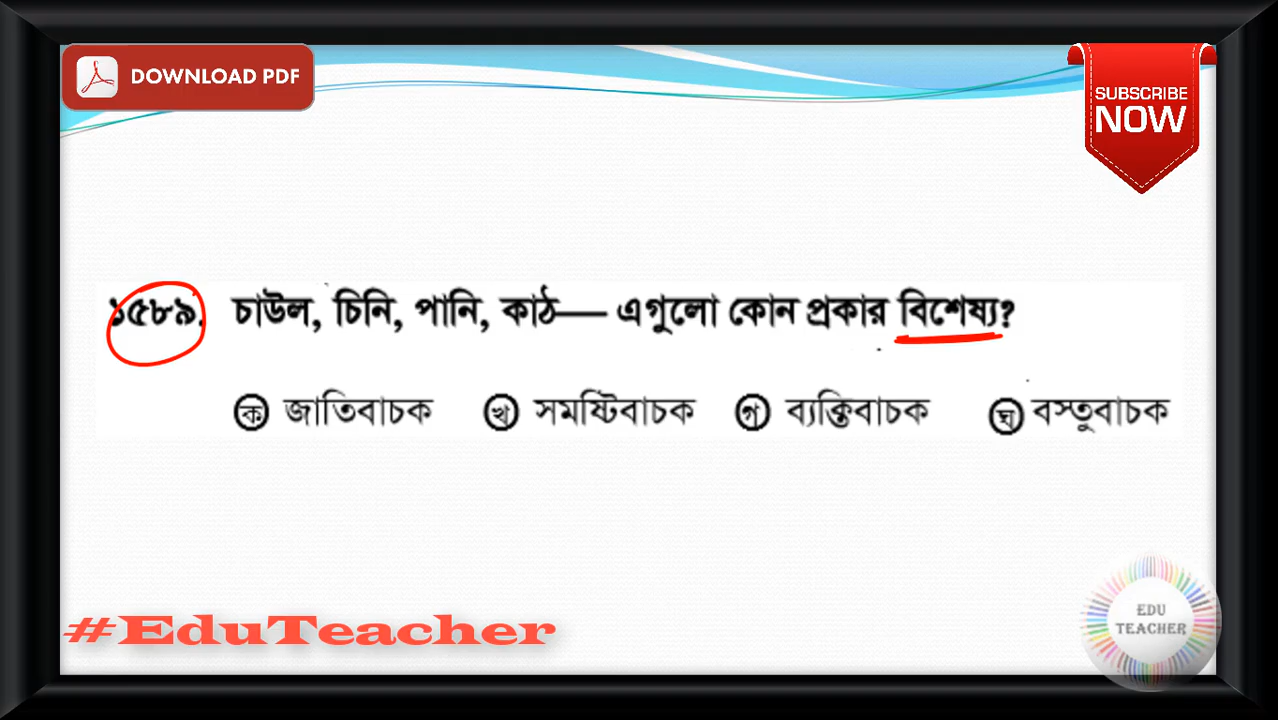 DOWNLOAD PDF
SUBSCRIBE
NOW
১৫৮৯. চাউল, চিনি, পানি, কাঠ— এগুলো কোন প্রকার বিশেষ্য?
ক জাতিবাচক খ সমষ্টিবাচক গ ব্যক্তিবাচক ঘ বস্তুবাচক
#EduTeacher
EDU
TEACHER